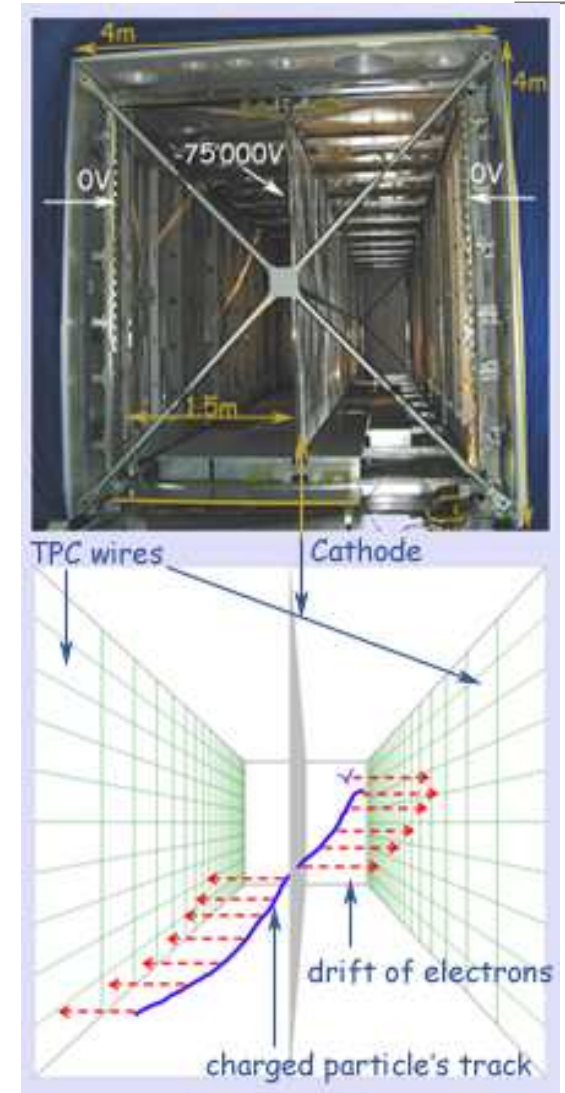 4m
4m
-75'000V
0V
0V
1.5m
TPC wires
Cathode
drift of electrons
charged particle's track